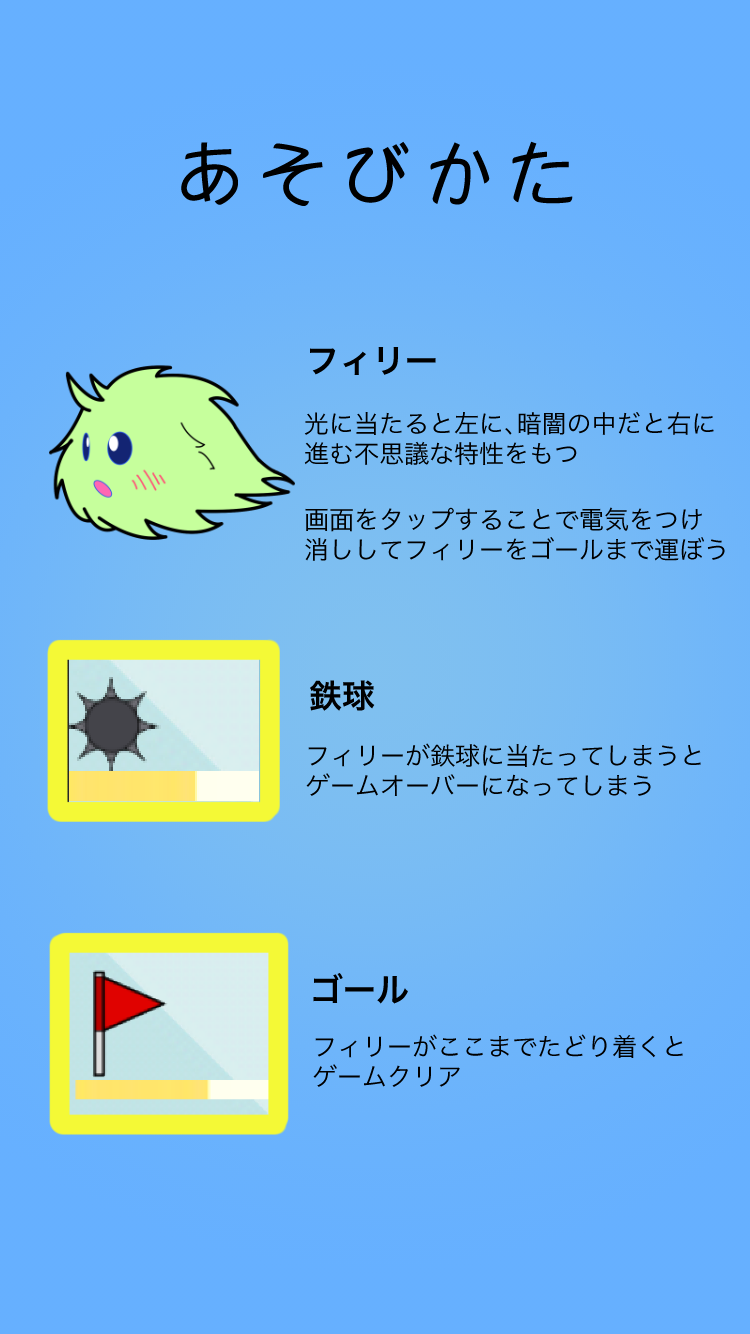 あそびかた
フィリー
光に当たると左に、暗闇の中だと右に
進む不思議な特性をもつ
画面をタップすることで電気をつけ
消ししてフィリーをゴールまで運ぼう
鉄球
フィリーが鉄球に当たってしまうと
ゲームオーバーになってしまう
ゴール
フィリーがここまでたどり着くと
ゲームクリア